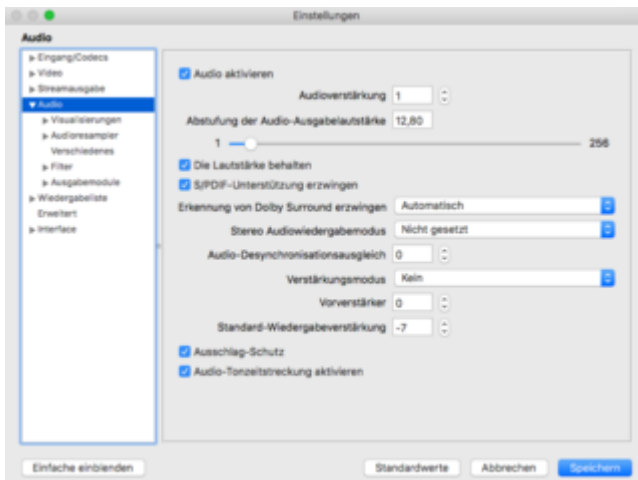 Einstellungen
Audio
Eingang/Codecs
Video
Streamausgabe
Audio
Visualisierungen
Audioresampler
Verschiedenes
Filter
Ausgabemodule
Wiedergabeliste
Erweitert
Interface
Audio aktivieren
Audioverstärkung 1
Abstufung der Audio-Ausgabelautstärke 12,80
1 256
Die Lautstärke behalten
S/PDIF-Unterstützung erzwingen
Erkennung von Dolby Surround erzwingen Automatisch
Stereo Audiowiedergabemodus Nicht gesetzt
Audio-Desynchronisationsausgleich 0
Verstärkungsmodus Kein
Vorverstärker 0
Standard-Wiedergabeverstärkung -7
Ausschlag-Schutz
Audio-Tonzeitstreckung aktivieren
Einfache einblenden Standardwerte Abbrechen Speichern